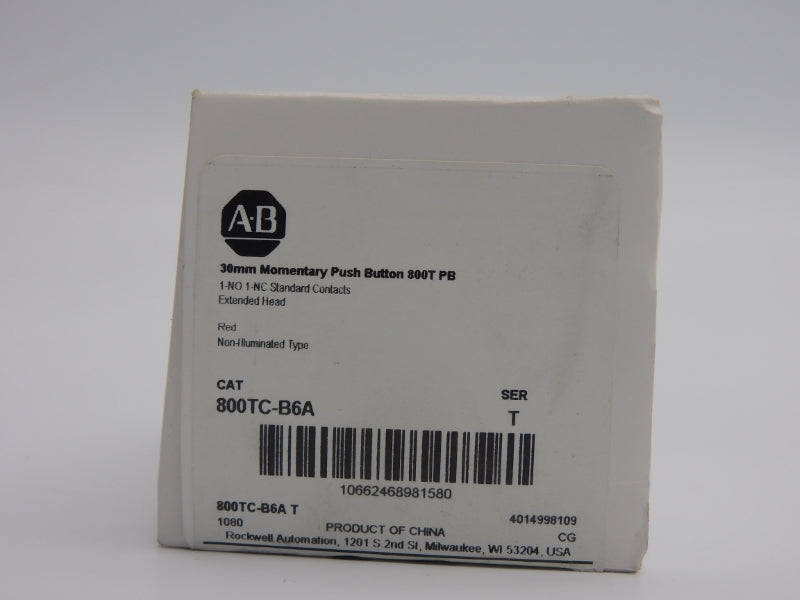 A·B
30mm Momentary Push Button 800T PB
1-NO 1-NC Standard Contacts
Extended Head
Red
Non-Illuminated Type
CAT SER
800TC-B6A T
10662468981580
800TC-B6A T 4014998109
1080 PRODUCT OF CHINA CG
Rockwell Automation, 1201 S 2nd St, Milwaukee, WI 53204, USA